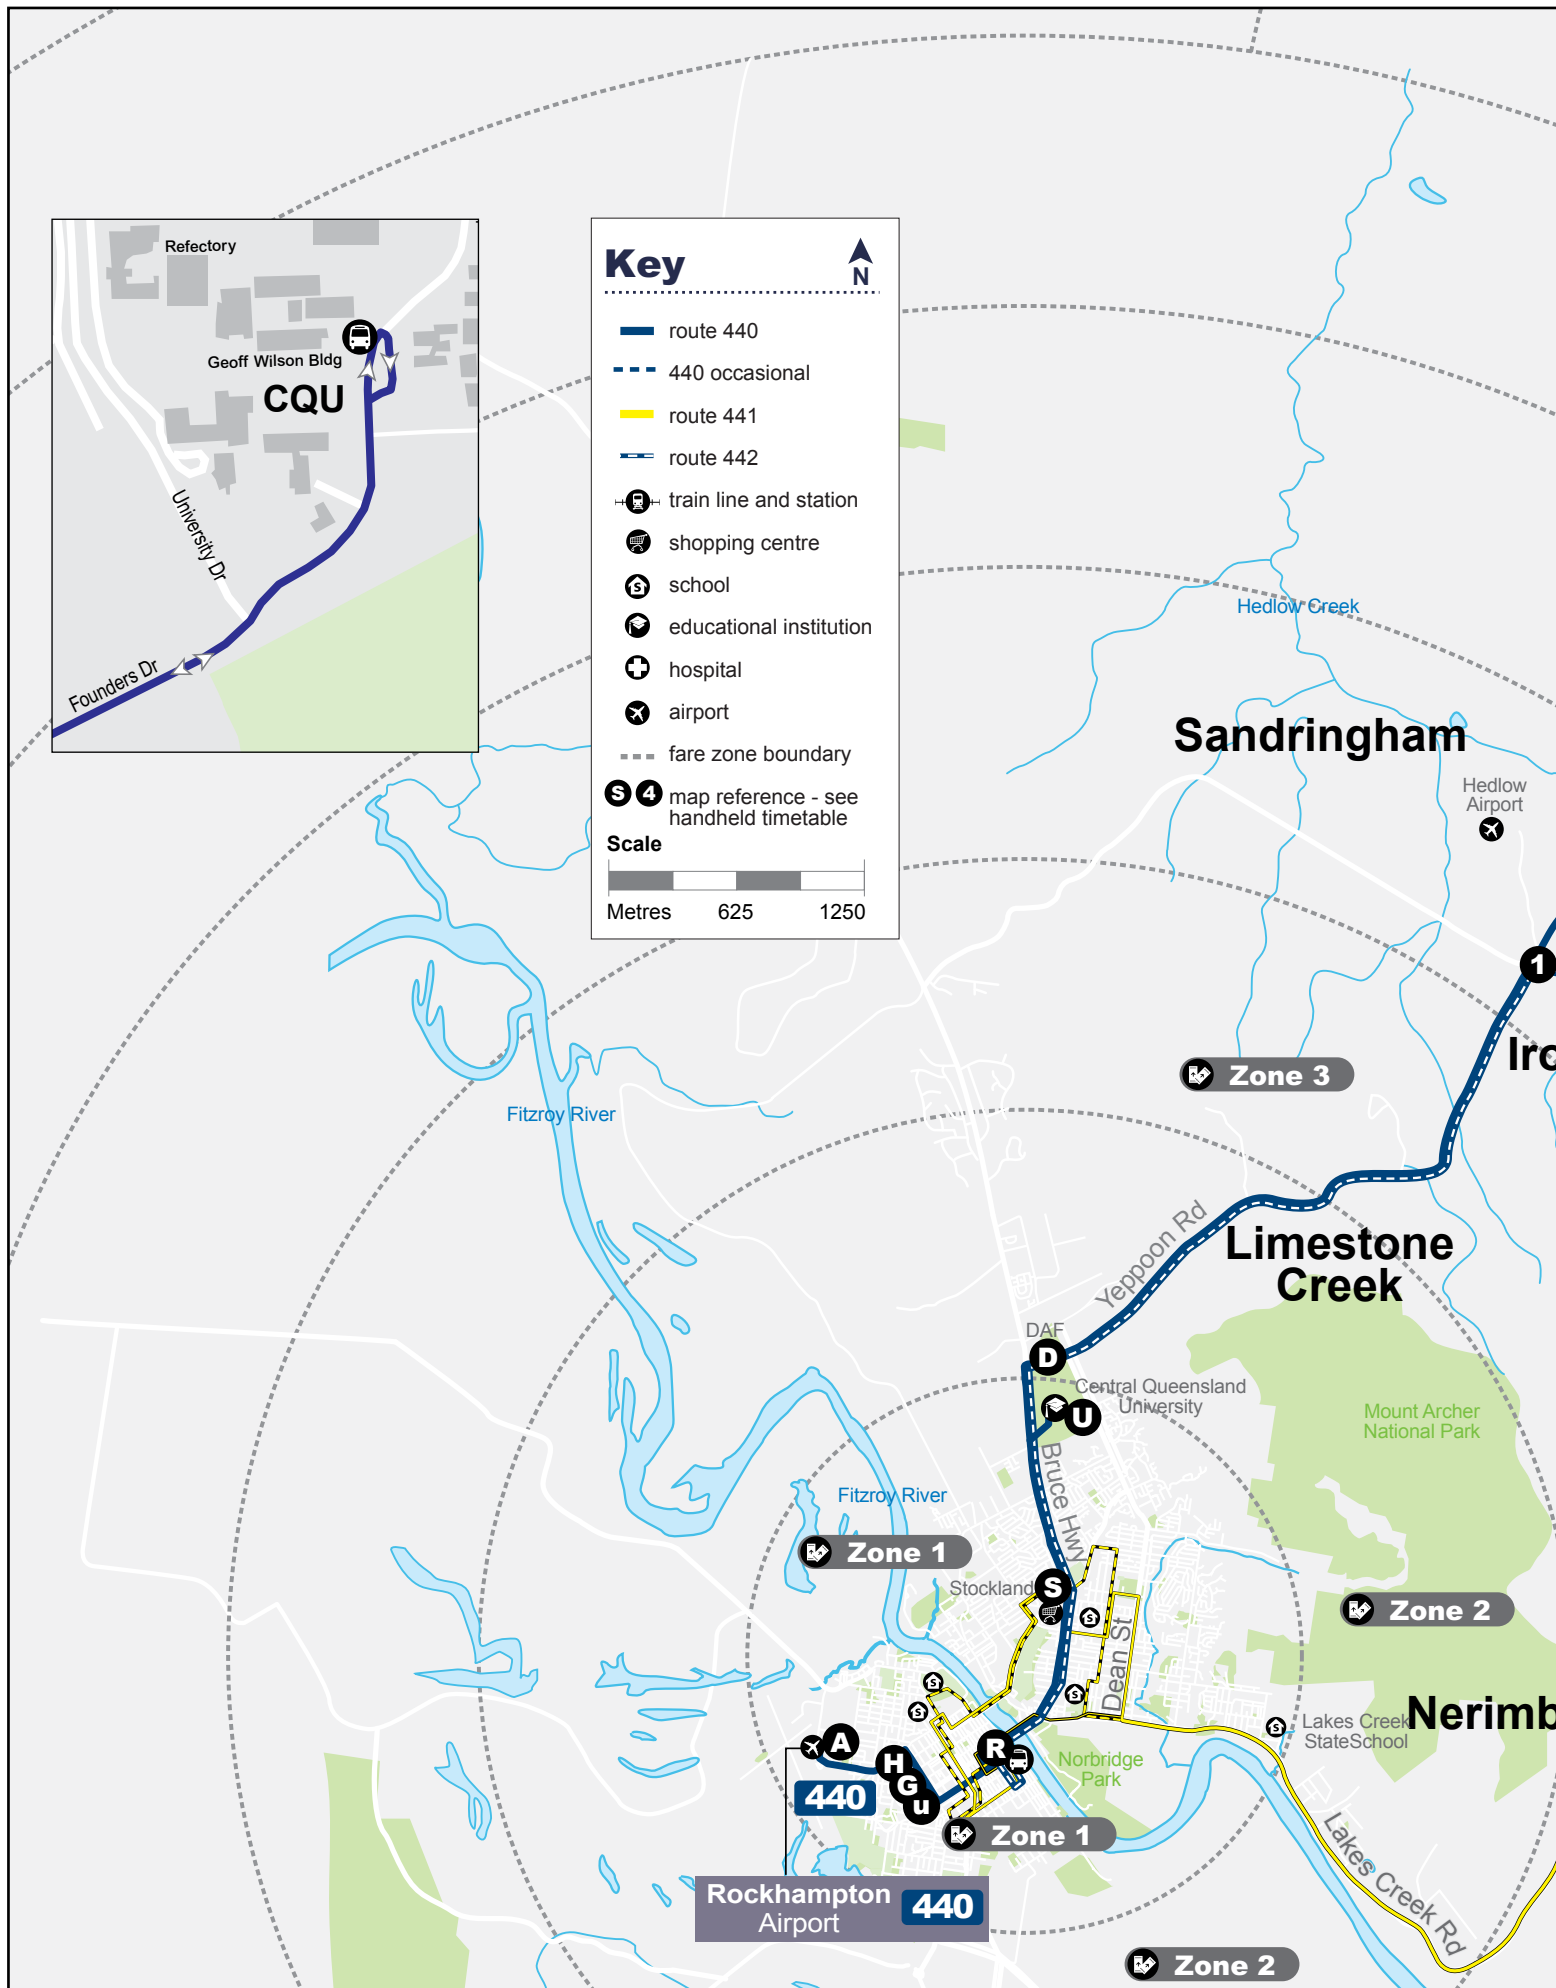 Refectory
Geoff Wilson Bldg
CQU
University Dr
Founders Dr
Key
N
route 440
440 occasional
route 441
route 442
train line and station
shopping centre
S
school
educational institution
hospital
airport
fare zone boundary
S 4 map reference - see
handheld timetable
Scale
Metres 625 1250
Hedlow Creek
Sandringham
Hedlow
Airport
1
Iro
Zone 3
Fitzroy River
Yeppoon Rd
Limestone
Creek
DAF
D
Central Queensland
University
U
Mount Archer
National Park
Bruce Hwy
Fitzroy River
Zone 1
Stockland
S
S
Zone 2
Dean St
S
S
S
S
Lakes Creek
StateSchool
Nerimb
A
H
G
u
R
Norbridge
Park
440
Zone 1
Lakes Creek Rd
Rockhampton
Airport
440
Zone 2